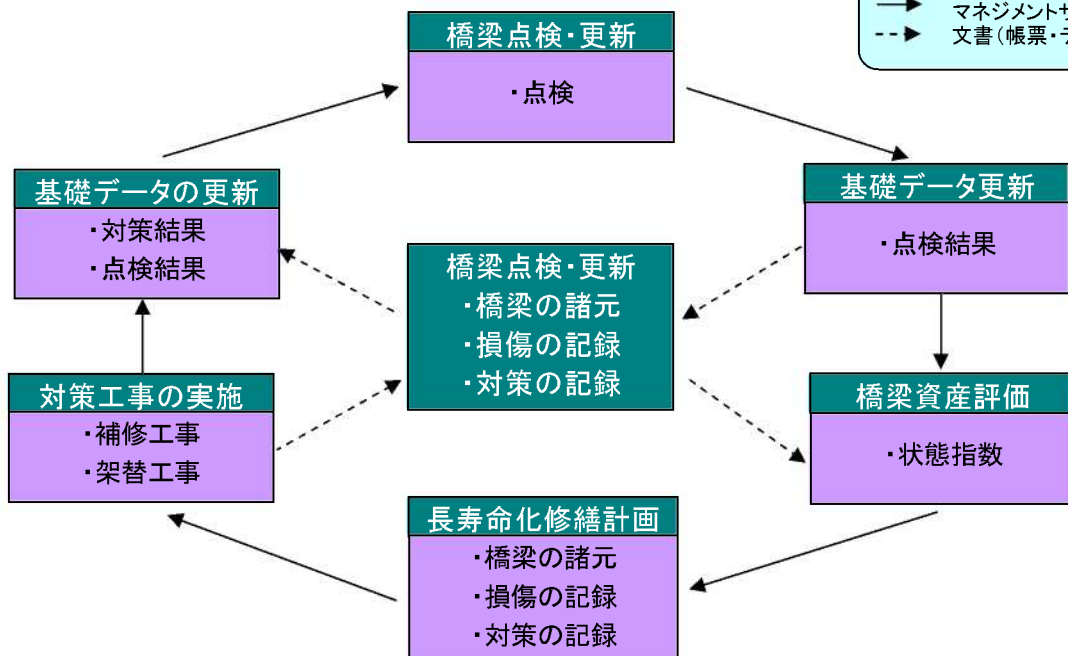 マネジメントサ
文書(帳票・デ
橋梁点検・更新
・点検
基礎データの更新
・対策結果
・点検結果
基礎データ更新
・点検結果
橋梁点検・更新
・橋梁の諸元
・損傷の記録
・対策の記録
対策工事の実施
・補修工事
・架替工事
橋梁資産評価
・状態指数
長寿命化修繕計画
・橋梁の諸元
・損傷の記録
・対策の記録